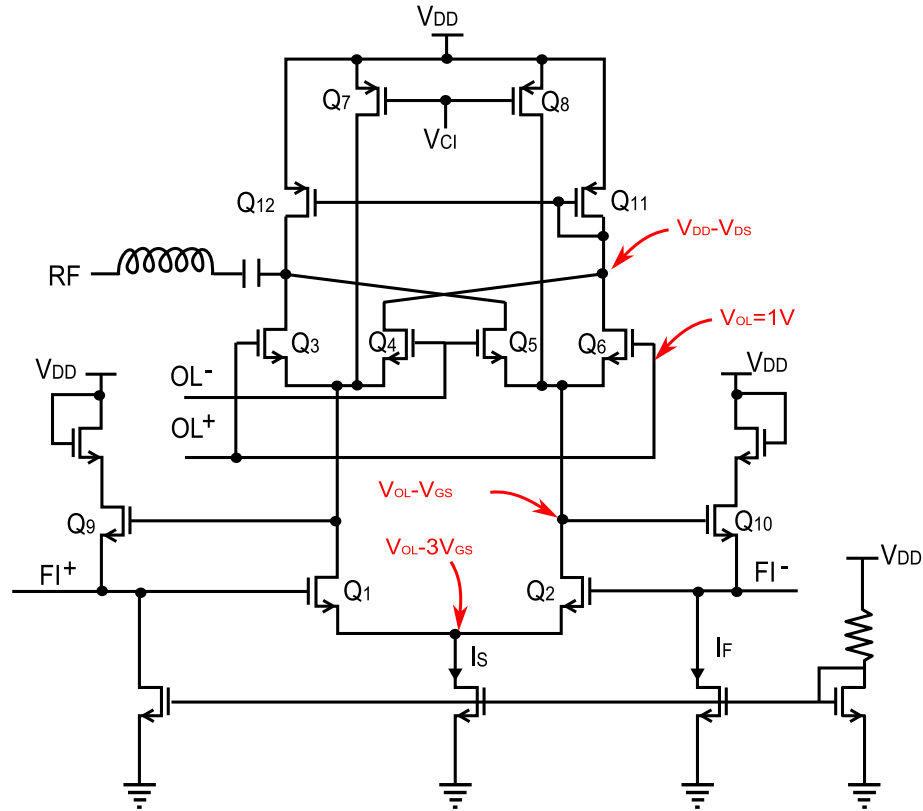 VDD
Q7
Q8
VCI
Q12
Q11
VDD-VDS
RF
VOL=1V
Q3
Q4
Q5
Q6
VDD
OL-
VDD
OL+
VOL-VGS
Q9
Q10
VOL-3VGS
FI+
Q1
Q2
FI-
VDD
IS
IF